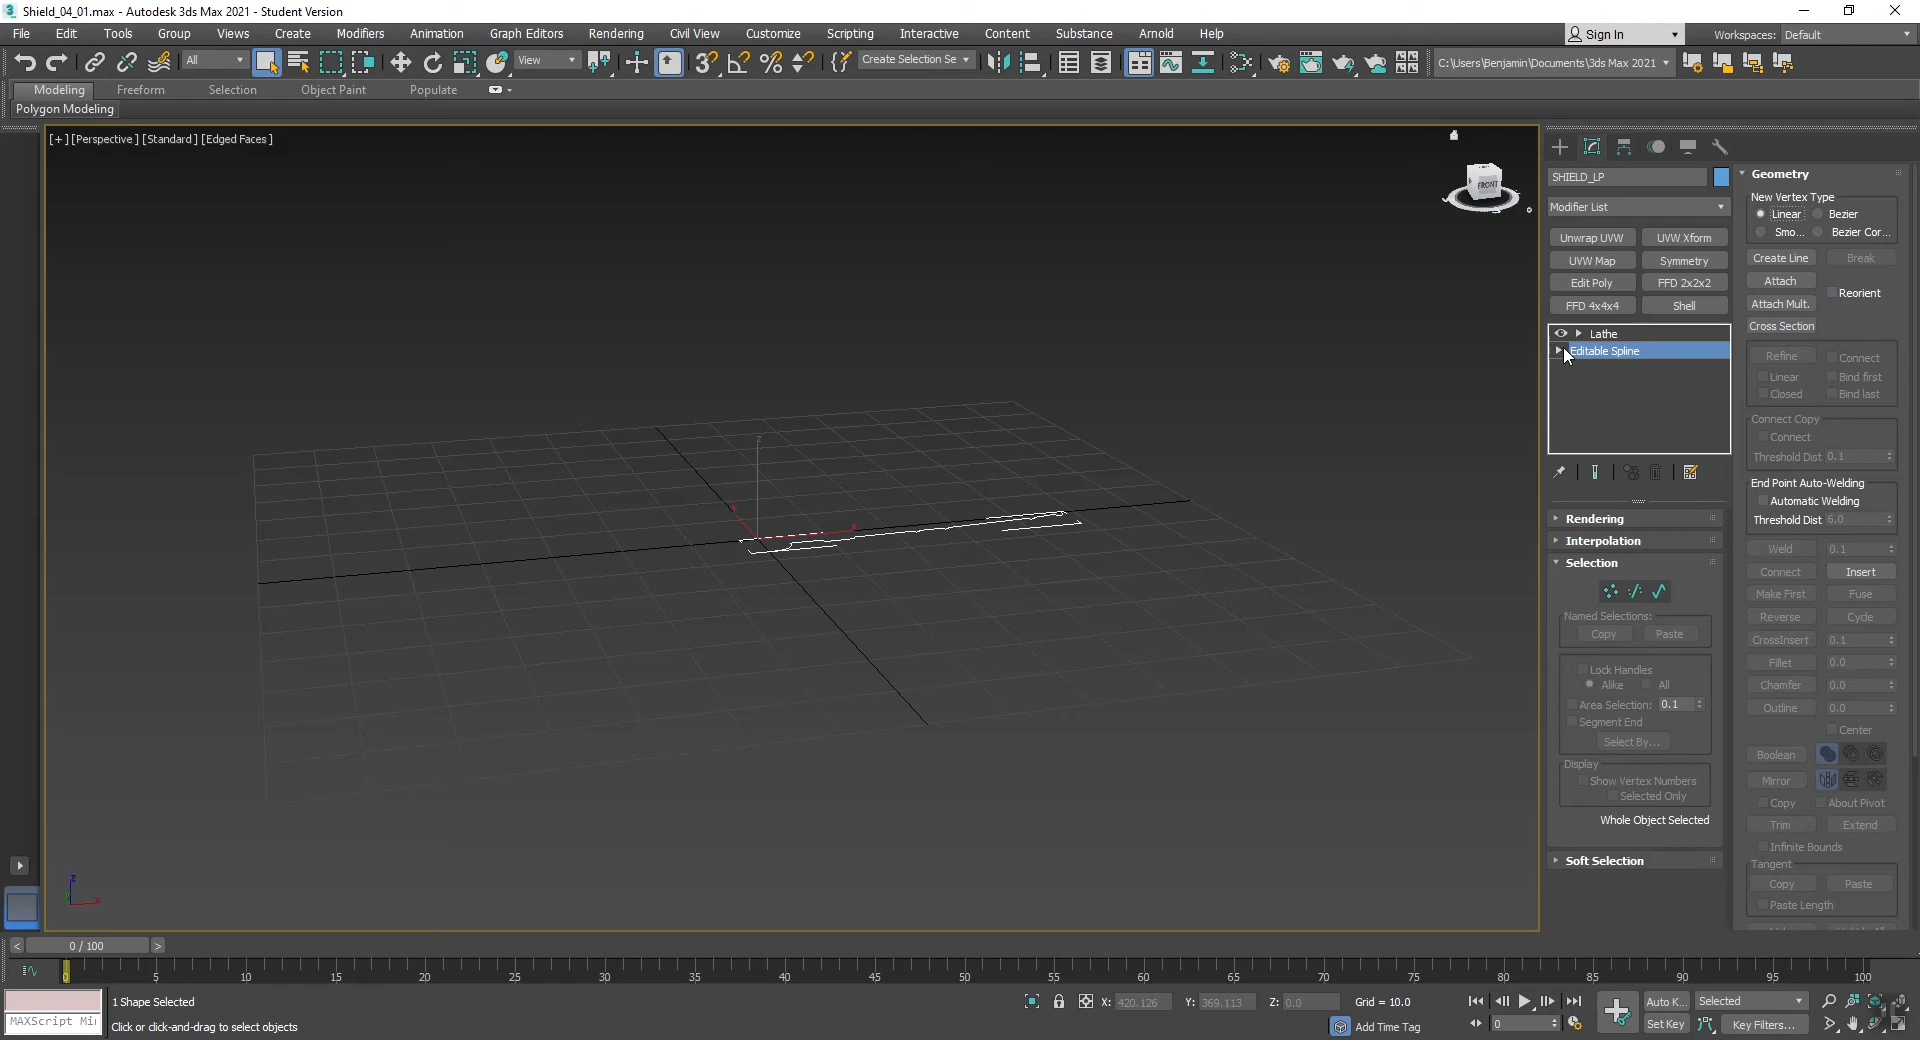 Shield_04_01.max - Autodesk 3ds Max 2021 - Student Version
File Edit Tools Group Views Create Modifiers Animation Graph Editors Rendering Civil View Customize Scripting Interactive Content Substance Arnold Help
Sign In
Workspaces: Default
All
View
Create Selection Se
C:\Users\Benjamin\Documents\3ds Max 2021
Modeling Freeform Selection Object Paint Populate
Polygon Modeling
[+] [Perspective] [Standard] [Edged Faces]
FRONT
SHIELD_LP
Modifier List
Unwrap UVW UVW Xform
UVW Map Symmetry
Edit Poly FFD 2x2x2
FFD 4x4x4 Shell
Lathe
Editable Spline
Rendering
Interpolation
Selection
Named Selections:
Copy Paste
Lock Handles
Alike All
Area Selection: 0.1
Segment End
Select By...
Display
Show Vertex Numbers
Selected Only
Whole Object Selected
Soft Selection
Geometry
New Vertex Type
Linear Bezier
Smo... Bezier Cor...
Create Line Break
Attach
Reorient
Attach Mult.
Cross Section
Refine Connect
Linear Bind first
Closed Bind last
Connect Copy
Connect
Threshold Dist 0.1
End Point Auto-Welding
Automatic Welding
Threshold Dist 6.0
Weld 0.1
Connect Insert
Make First Fuse
Reverse Cycle
CrossInsert 0.1
Fillet 0.0
Chamfer 0.0
Outline 0.0
Center
Boolean
Mirror
Copy About Pivot
Trim Extend
Infinite Bounds
Tangent
Copy Paste
Paste Length
z
x
z
y
x
< 0 / 100 >
0 5 10 15 20 25 30 35 40 45 50 55 60 65 70 75 80 85 90 95 100
1 Shape Selected
MAXScript Mi
Click or click-and-drag to select objects
X: 420.126 Y: 369.113 Z: 0.0 Grid = 10.0
Add Time Tag
0
Auto K... Selected
Set Key Key Filters...